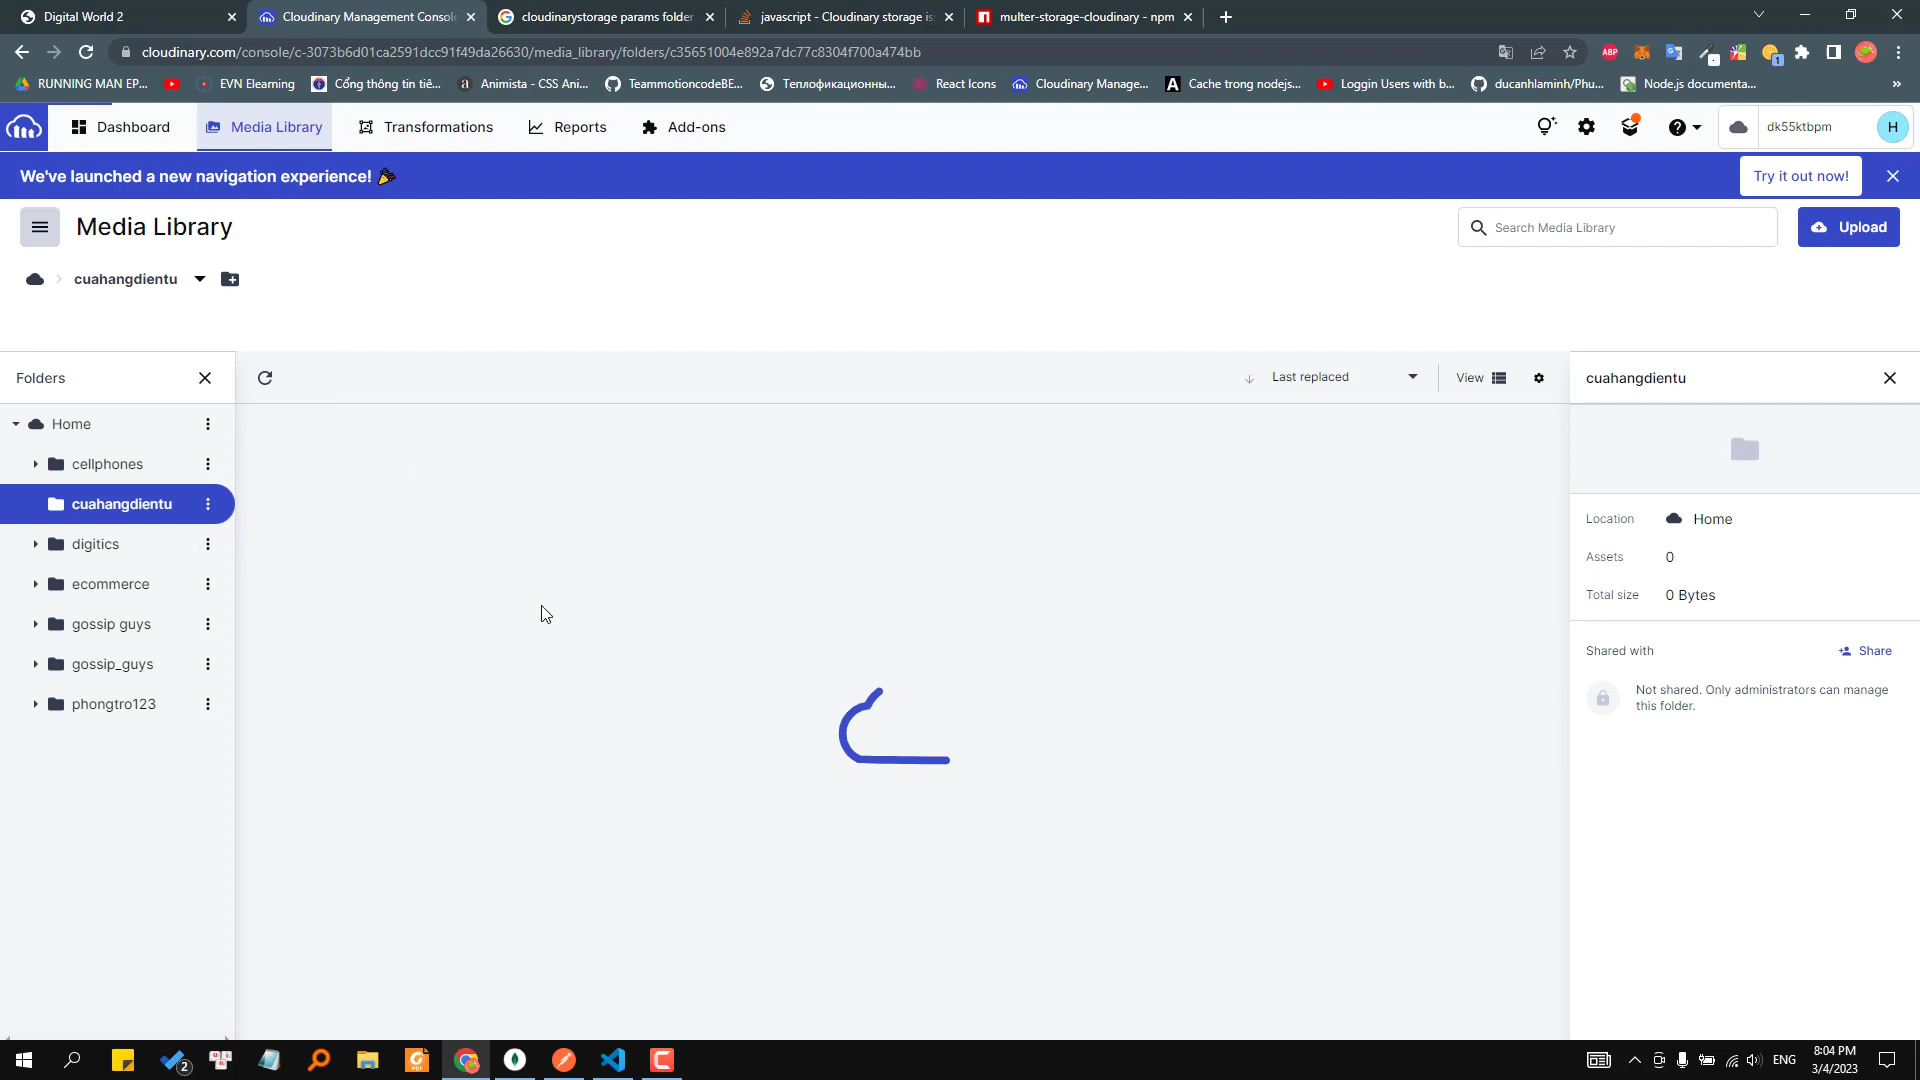 Digital World 2
Cloudinary Management Console
cloudinarystorage params folder
javascript - Cloudinary storage is
multer-storage-cloudinary - npm
cloudinary.com/console/c-3073b6d01ca2591dcc91f49da26630/media_library/folders/c35651004e892a7dc77c8304f700a474bb
ABP
1
RUNNING MAN EP...
EVN Elearning
Cổng thông tin tiê...
Animista - CSS Ani...
TeammotioncodeBE...
Теплофикационны...
React Icons
Cloudinary Manage...
Cache trong nodejs...
Loggin Users with b...
ducanhlaminh/Phu...
Node.js documenta...
»
Dashboard
Media Library
Transformations
Reports
Add-ons
dk55ktbpm
H
We've launched a new navigation experience! 🎉
Try it out now!
Media Library
Search Media Library
Upload
cuahangdientu
Folders
Last replaced
View
cuahangdientu
Home
cellphones
cuahangdientu
digitics
ecommerce
gossip guys
gossip_guys
phongtro123
Location
Home
Assets
0
Total size
0 Bytes
Shared with
Share
Not shared. Only administrators can manage
this folder.
2
ENG
8:04 PM
3/4/2023